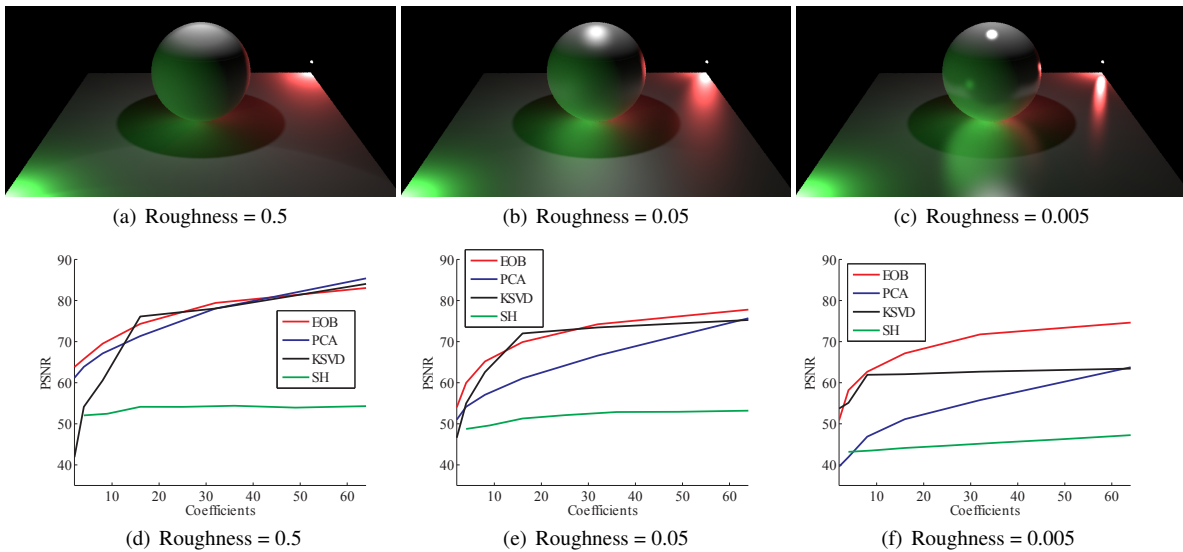 (a) Roughness = 0.5
(b) Roughness = 0.05
(c) Roughness = 0.005
90
80
70
60
50
40
PSNR
10
20
30
40
50
60
Coefficients
EOB
PCA
KSVD
SH
(d) Roughness = 0.5
90
80
70
60
50
40
PSNR
10
20
30
40
50
60
Coefficients
EOB
PCA
KSVD
SH
(e) Roughness = 0.05
90
80
70
60
50
40
PSNR
10
20
30
40
50
60
Coefficients
EOB
PCA
KSVD
SH
(f) Roughness = 0.005